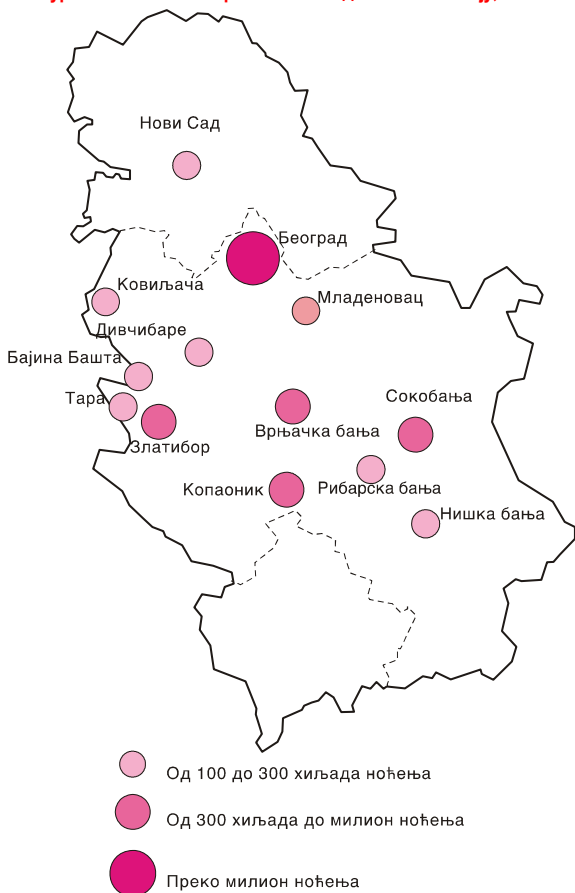 Нови Сад
Београд
Ковиљача
Младеновац
Дивчибаре
Бајина Башта
Тара
Сокобања
Врњачка бања
Златибор
Копаоник
Рибарска бања
Нишка бања
Од 100 до 300 хиљада ноћења
Од 300 хиљада до милион ноћења
Преко милион ноћења